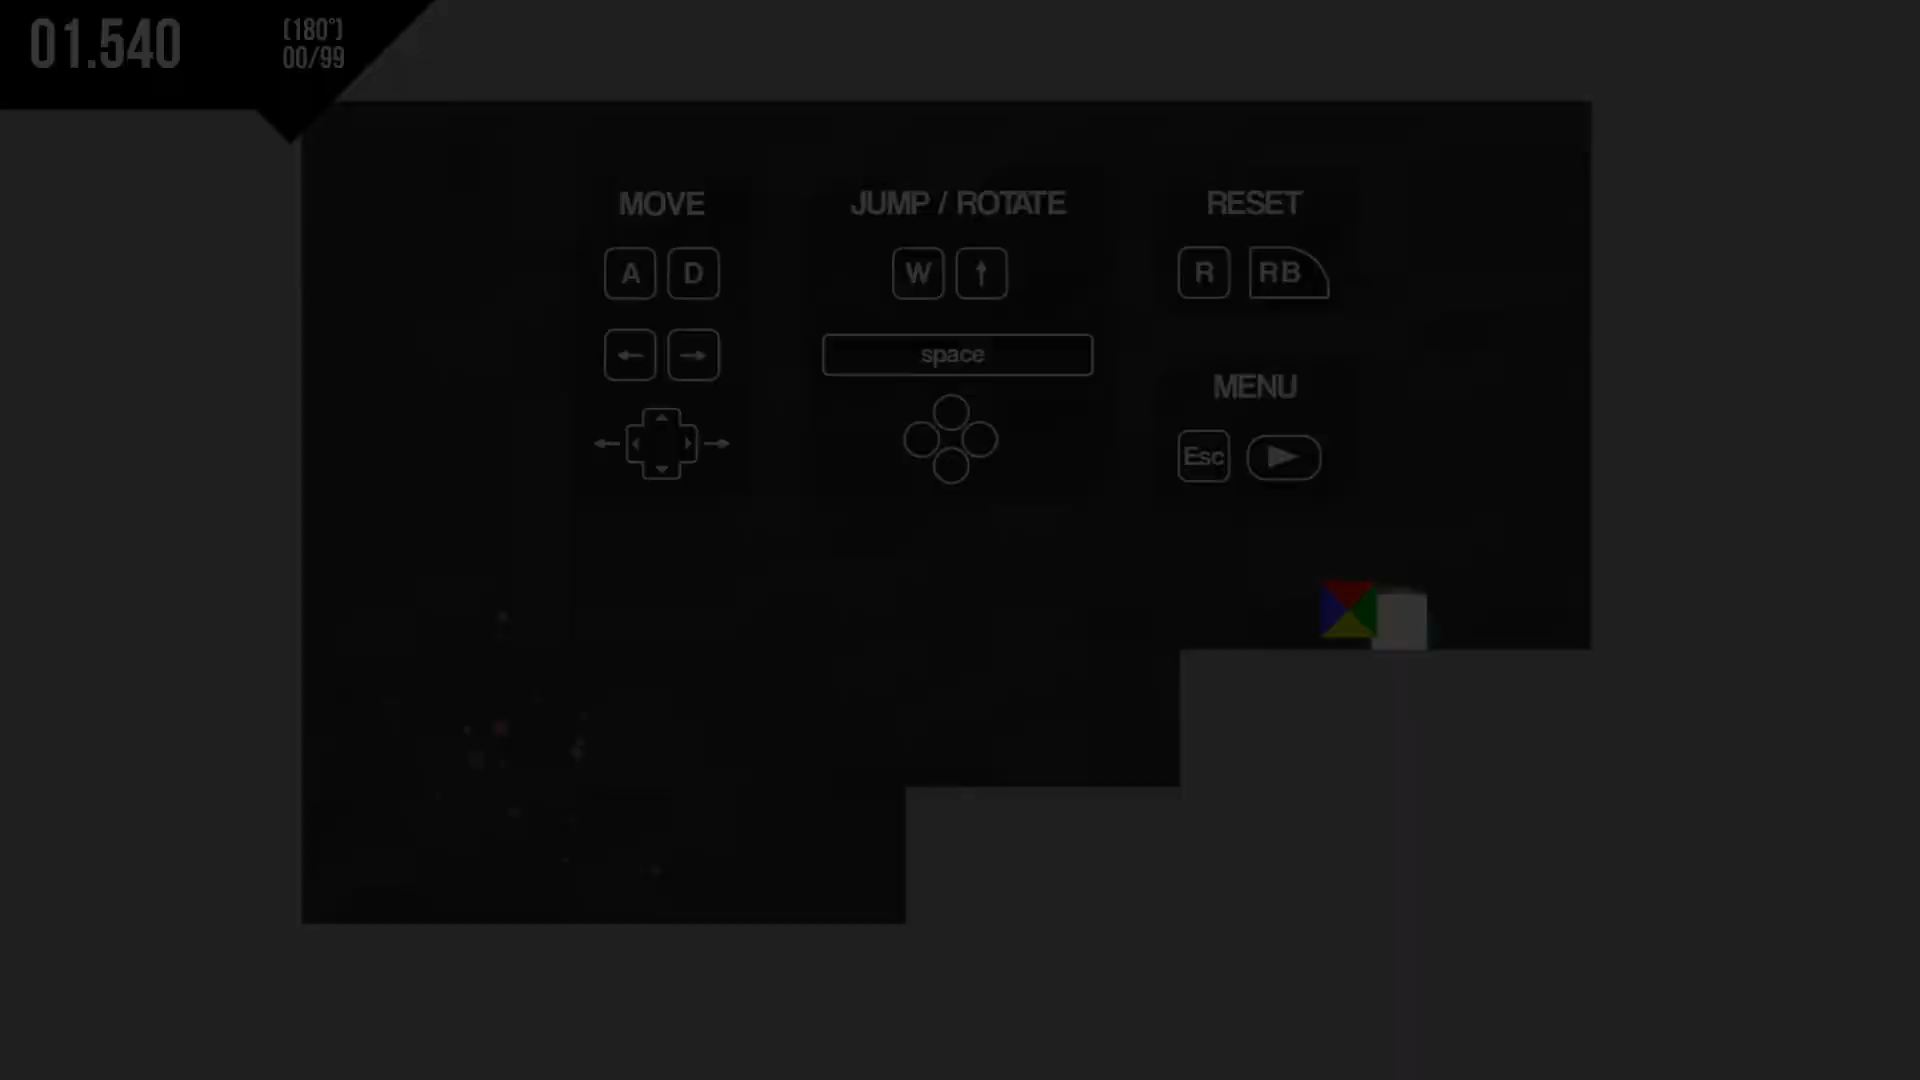 01.540
(180°)
00/99
MOVE
JUMP / ROTATE
RESET
A D
W ↑
R RB
← →
space
MENU
Esc